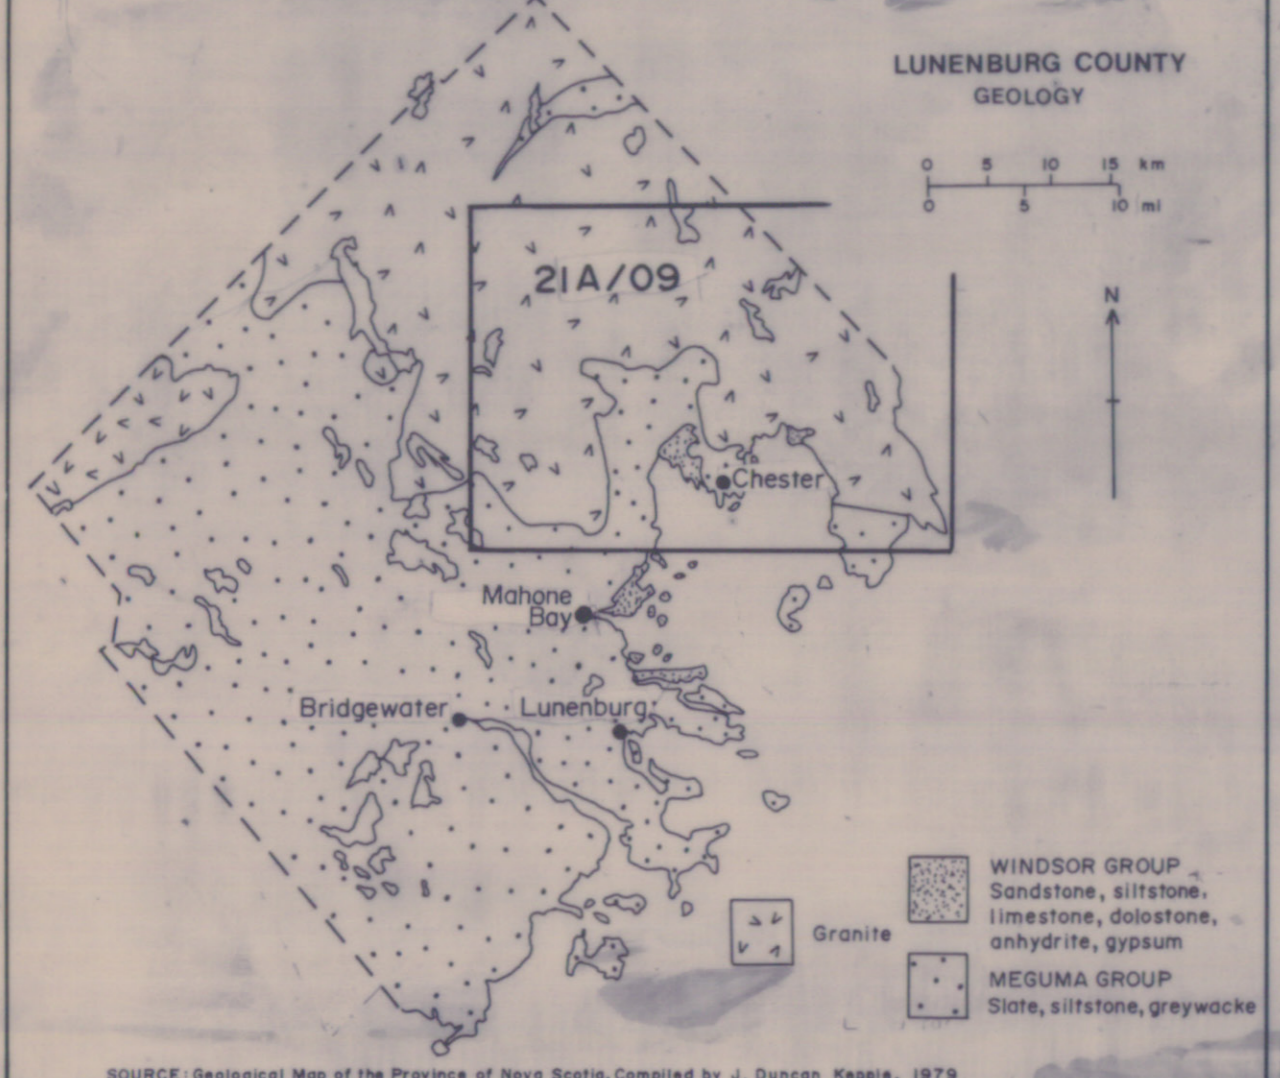 LUNENBURG COUNTY
GEOLOGY
0 5 10 15 km
0 5 10 mi
N
21A/09
Chester
Mahone
Bay
Bridgewater
Lunenburg
Granite
WINDSOR GROUP
Sandstone, siltstone,
limestone, dolostone,
anhydrite, gypsum
MEGUMA GROUP
Slate, siltstone, greywacke
SOURCE: Geological Map of the Province of Nova Scotia, Compiled by J. Duncan Keppie, 1979